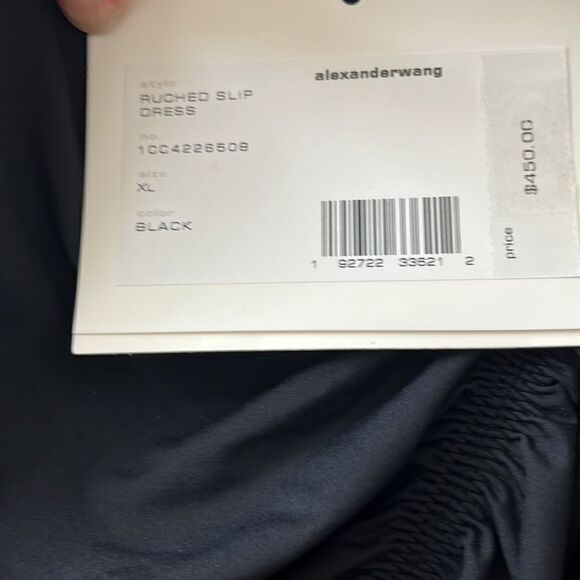 alexanderwang
style
RUCHED SLIP
DRESS
no.
1CC4226509
size
XL
color
BLACK
1 92722 33621 2
price
$450.00